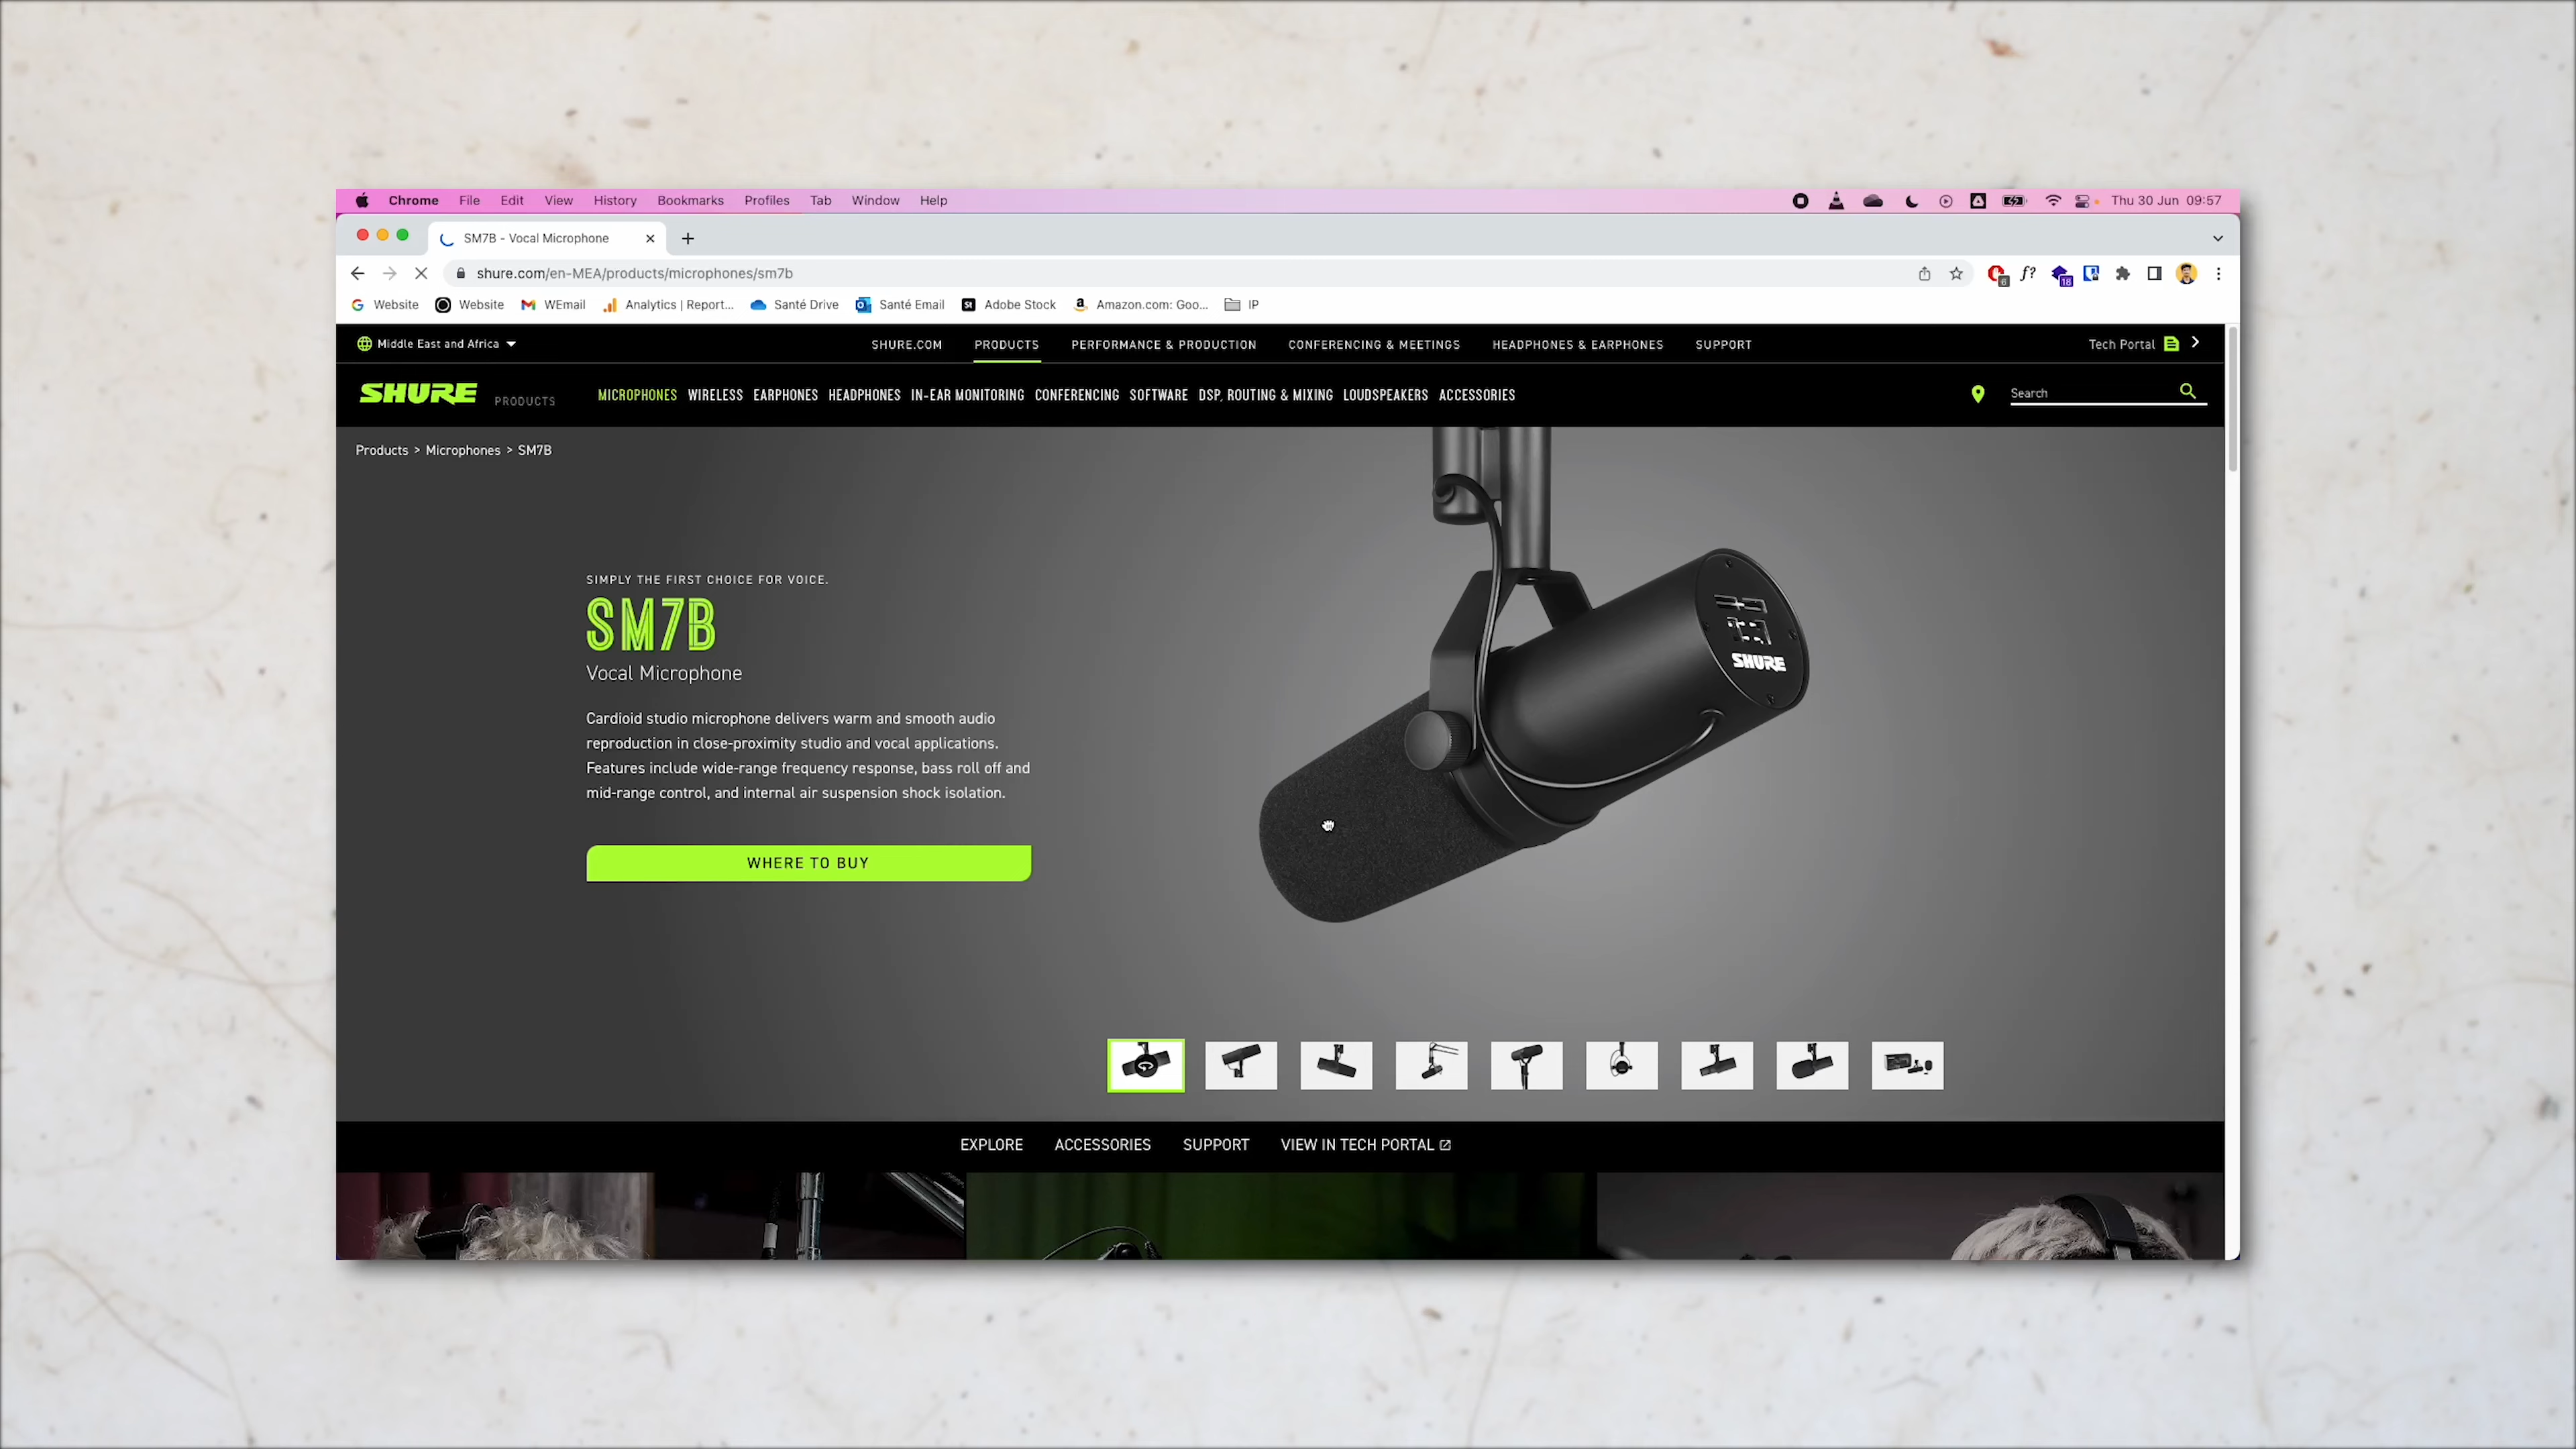 Chrome File Edit View History Bookmarks Profiles Tab Window Help Thu 30 Jun 09:57
SM7B - Vocal Microphone
shure.com/en-MEA/products/microphones/sm7b 6 f? 18
Website Website WEmail Analytics | Report... Santé Drive Santé Email Adobe Stock Amazon.com: Goo... IP
Middle East and Africa SHURE.COM PRODUCTS PERFORMANCE & PRODUCTION CONFERENCING & MEETINGS HEADPHONES & EARPHONES SUPPORT Tech Portal
SHURE PRODUCTS MICROPHONES WIRELESS EARPHONES HEADPHONES IN-EAR MONITORING CONFERENCING SOFTWARE DSP, ROUTING & MIXING LOUDSPEAKERS ACCESSORIES Search
Products > Microphones > SM7B
SIMPLY THE FIRST CHOICE FOR VOICE.
SM7B
Vocal Microphone
Cardioid studio microphone delivers warm and smooth audio
reproduction in close-proximity studio and vocal applications.
Features include wide-range frequency response, bass roll off and
mid-range control, and internal air suspension shock isolation.
WHERE TO BUY
SHURE
EXPLORE ACCESSORIES SUPPORT VIEW IN TECH PORTAL